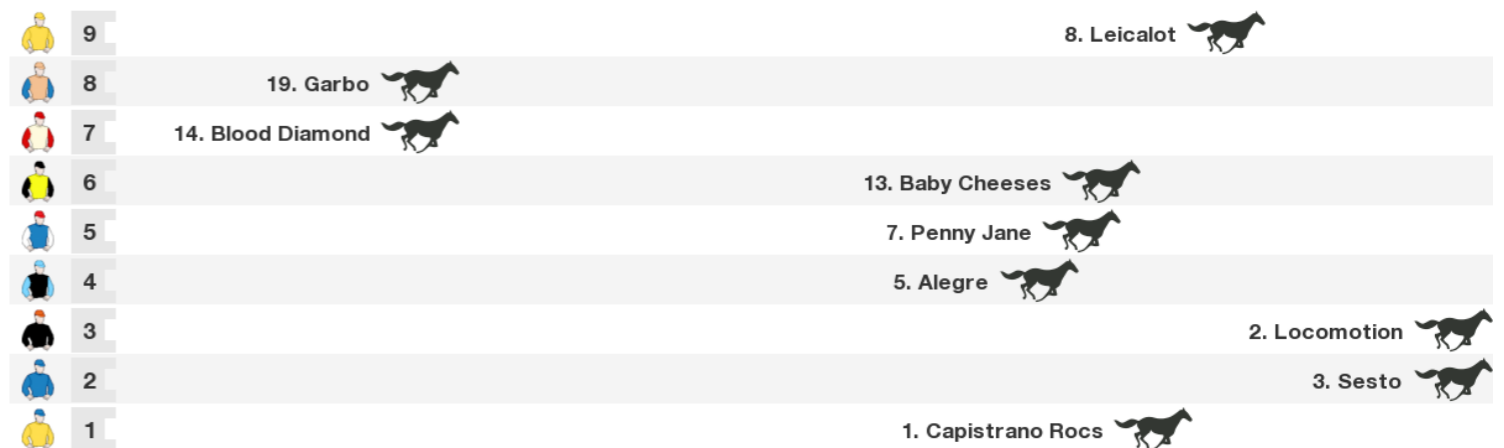 9 8. Leicalot
8 19. Garbo
7 14. Blood Diamond
6 13. Baby Cheeses
5 7. Penny Jane
4 5. Alegre
3 2. Locomotion
2 3. Sesto
1 1. Capistrano Rocs